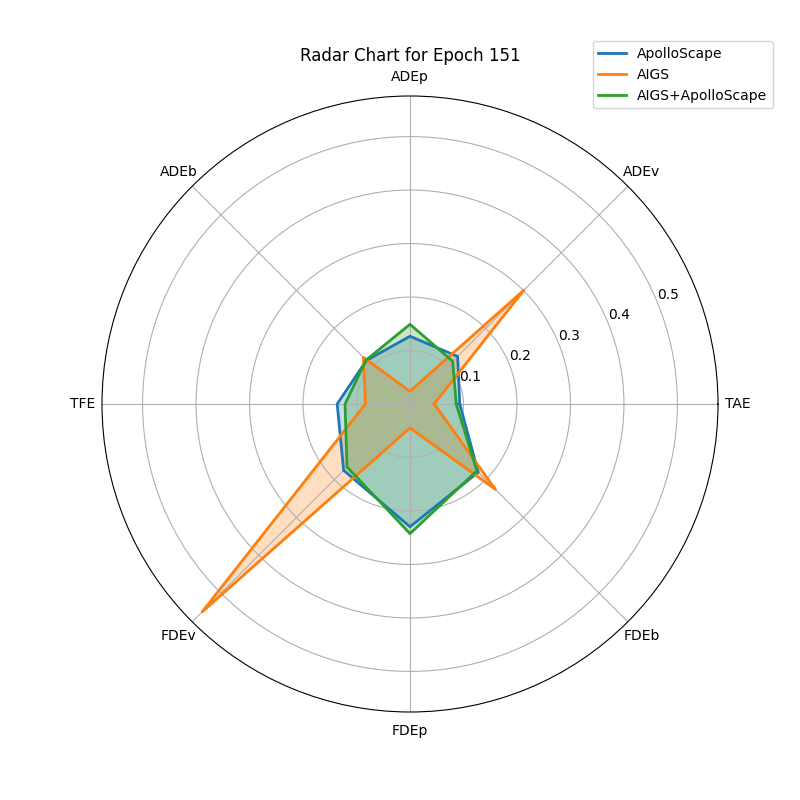 Radar Chart for Epoch 151
ApolloScape
AIGS
AIGS+ApolloScape
ADEp
ADEb
ADEv
0.5
0.4
0.3
0.2
0.1
TFE
TAE
FDEv
FDEb
FDEp